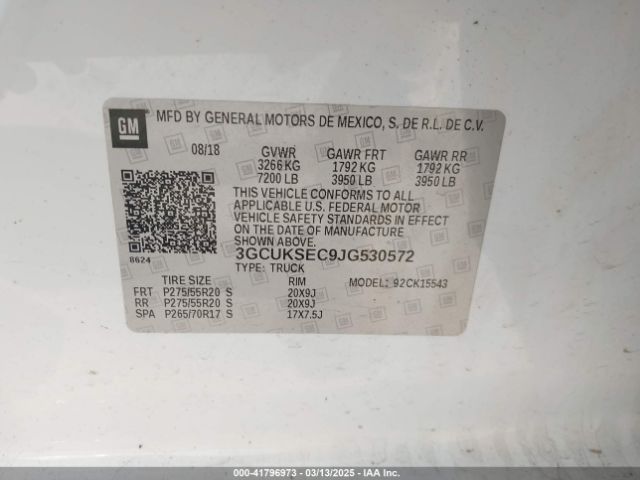 GM
MFD BY GENERAL MOTORS DE MEXICO, S. DE R.L. DE C.V.
08/18 GVWR GAWR FRT GAWR RR
3266 KG 1792 KG 1792 KG
7200 LB 3950 LB 3950 LB
THIS VEHICLE CONFORMS TO ALL
APPLICABLE U.S. FEDERAL MOTOR
VEHICLE SAFETY STANDARDS IN EFFECT
ON THE DATE OF MANUFACTURE
SHOWN ABOVE.
8624
3GCUKSEC9JG530572
TYPE: TRUCK
TIRE SIZE RIM MODEL: 92CK15543
FRT P275/55R20 S 20X9J
RR P275/55R20 S 20X9J
SPA P265/70R17 S 17X7.5J
000-41796973 | 03/13/2025 | IAA, Inc.